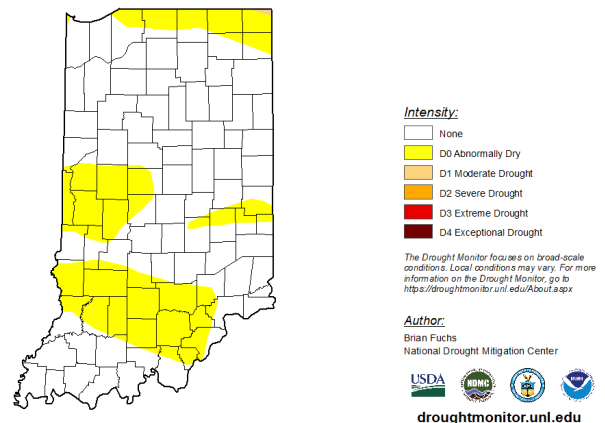 Intensity:
None
D0 Abnormally Dry
D1 Moderate Drought
D2 Severe Drought
D3 Extreme Drought
D4 Exceptional Drought
The Drought Monitor focuses on broad-scale
conditions. Local conditions may vary. For more
information on the Drought Monitor, go to
https://droughtmonitor.unl.edu/About.aspx
Author:
Brian Fuchs
National Drought Mitigation Center
USDA
NDMC
droughtmonitor.unl.edu